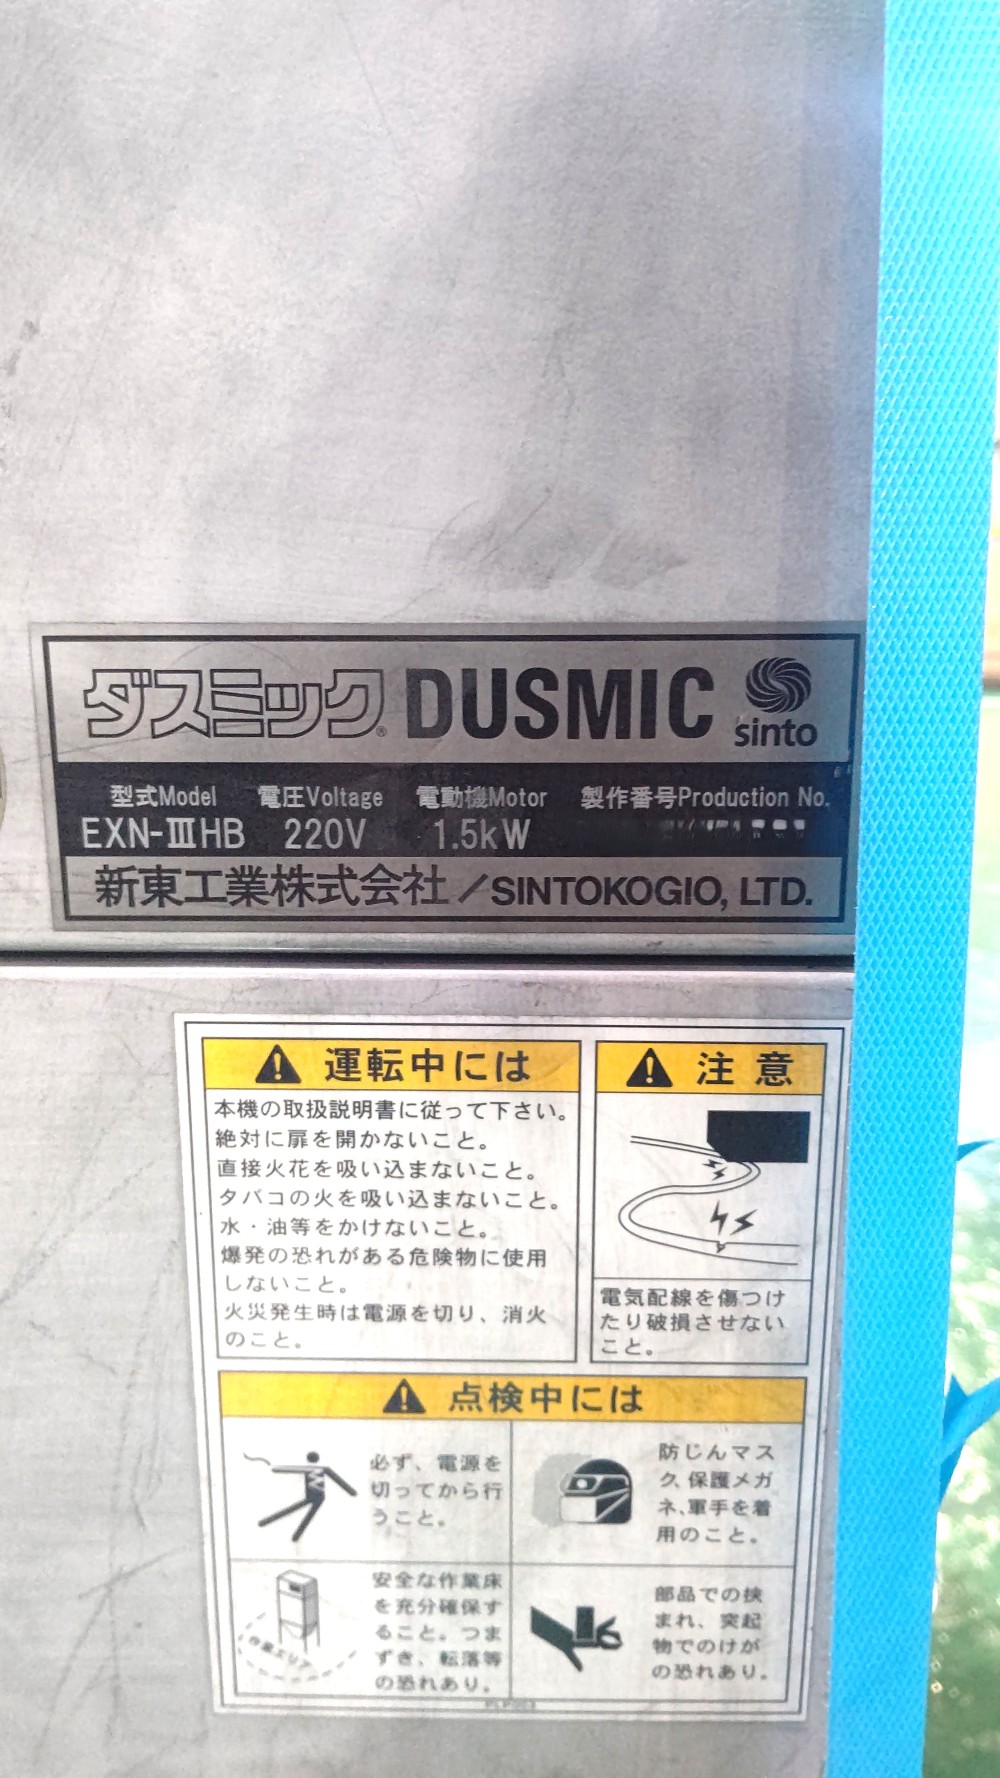 ダスミック® DUSMIC sinto
型式Model 電圧Voltage 電動機Motor 製作番号Production No.
EXN-ⅢHB 220V 1.5kW
新東工業株式会社/SINTOKOGIO, LTD.
運転中には
本機の取扱説明書に従って下さい。
絶対に扉を開かないこと。
直接火花を吸い込まないこと。
タバコの火を吸い込まないこと。
水・油等をかけないこと。
爆発の恐れがある危険物に使用
しないこと。
火災発生時は電源を切り、消火
のこと。
注意
電気配線を傷つけ
たり破損させない
こと。
点検中には
必ず、電源を
切ってから行
うこと。
防じんマス
ク、保護メガ
ネ、軍手を着
用のこと。
作業エリア
安全な作業床
を充分確保す
ること。つま
ずき、転落等
の恐れあり。
部品での挟
まれ、突起
物でのけが
の恐れあり。